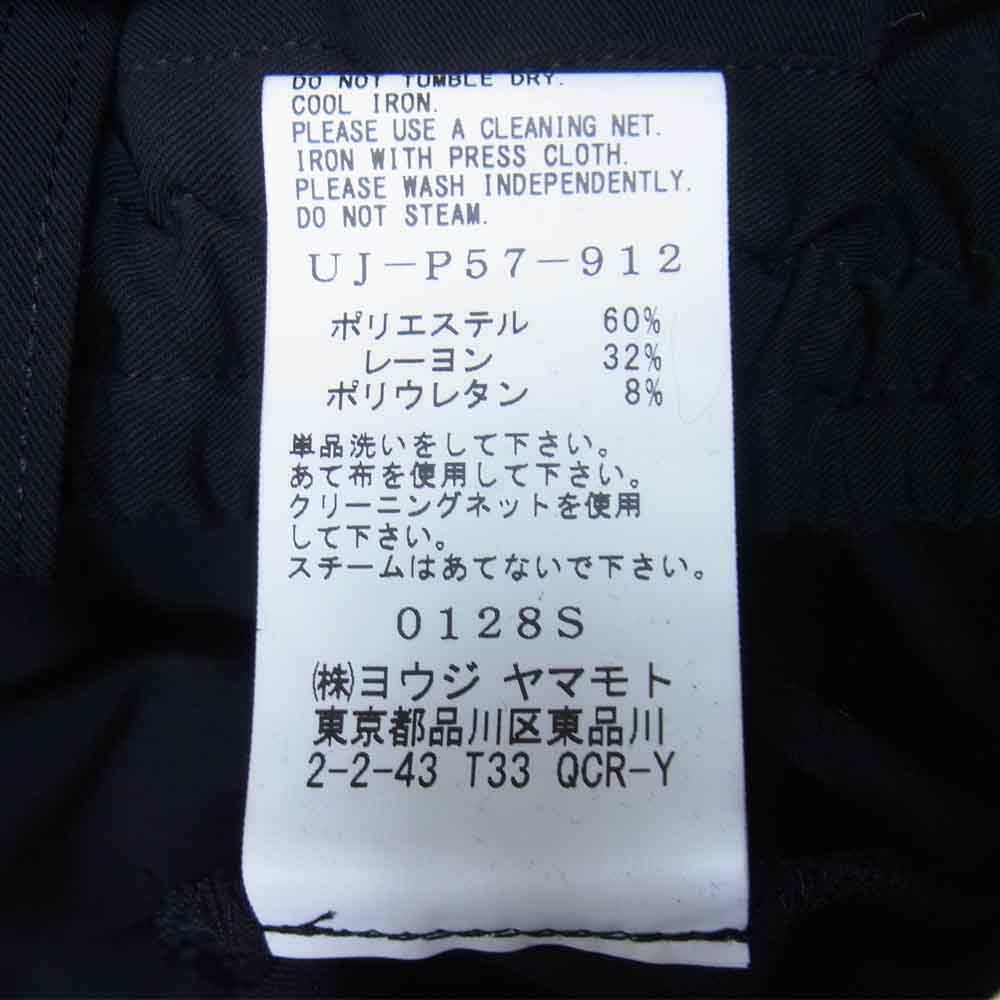 DO NOT TUMBLE DRY.
COOL IRON.
PLEASE USE A CLEANING NET.
IRON WITH PRESS CLOTH.
PLEASE WASH INDEPENDENTLY.
DO NOT STEAM.
UJ-P57-912
ポリエステル 60%
レーヨン 32%
ポリウレタン 8%
単品洗いをして下さい。
あて布を使用して下さい。
クリーニングネットを使用
して下さい。
スチームはあてないで下さい。
0128S
㈱ヨウジ ヤマモト
東京都品川区東品川
2-2-43 T33 QCR-Y